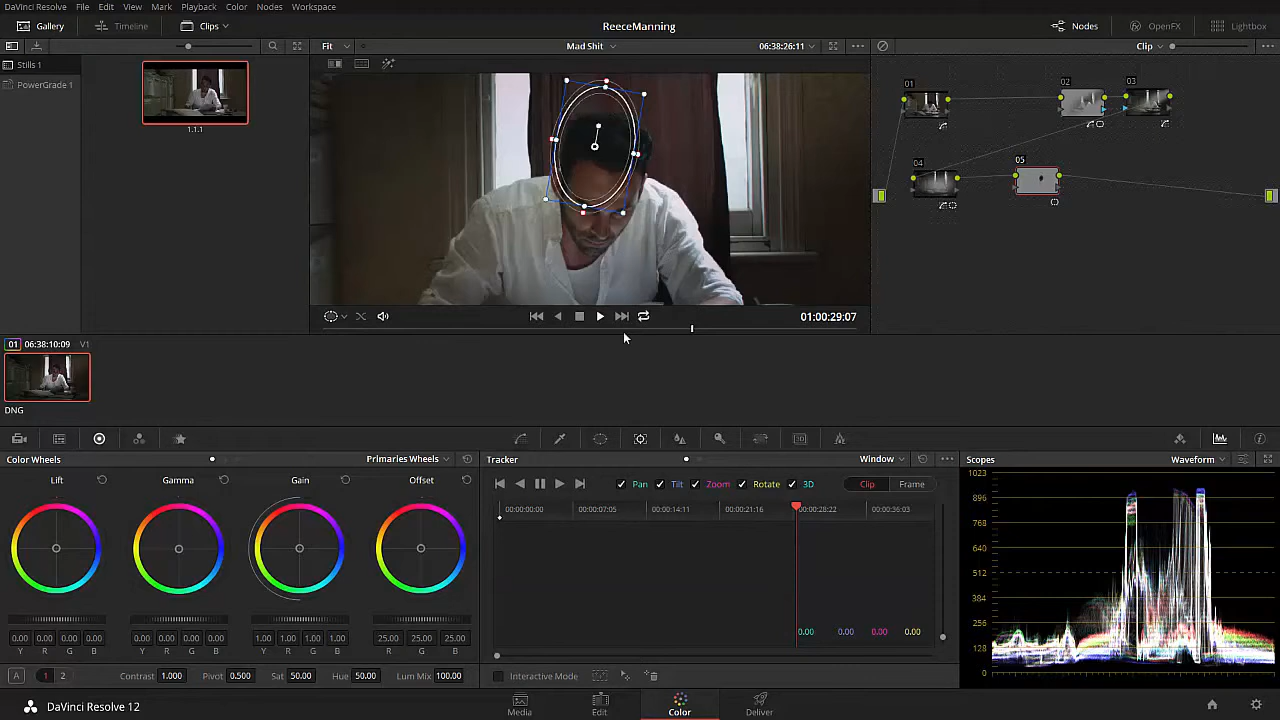 DaVinci Resolve File Edit View Mark Playback Color Nodes Workspace
Gallery Timeline Clips ReeceManning Nodes OpenFX Lightbox
Fit Mad Shit 06:38:26:11 Clip
Stills 1
PowerGrade 1
1.1.1
01 02 03
04 05
01:00:29:07
01 06:38:10:09 V1
DNG
Color Wheels Primaries Wheels Tracker Window Scopes Waveform
Lift Gamma Gain Offset
Pan Tilt Zoom Rotate 3D Clip Frame
00:00:00:00 00:00:07:05 00:00:14:11 00:00:21:16 00:00:28:22 00:00:36:03
1023
896
768
640
512
384
256
128
0
0.00 0.00 0.00 0.00
0.00 0.00 0.00 0.00 0.00 0.00 0.00 0.00 1.00 1.00 1.00 1.00 25.00 25.00 25.00
Y R G B Y R G B Y R G B R G B
A 1 2 Contrast 1.000 Pivot 0.500 Sat 50.00 Hue 50.00 Lum Mix 100.00 Interactive Mode
DaVinci Resolve 12 Media Edit Color Deliver